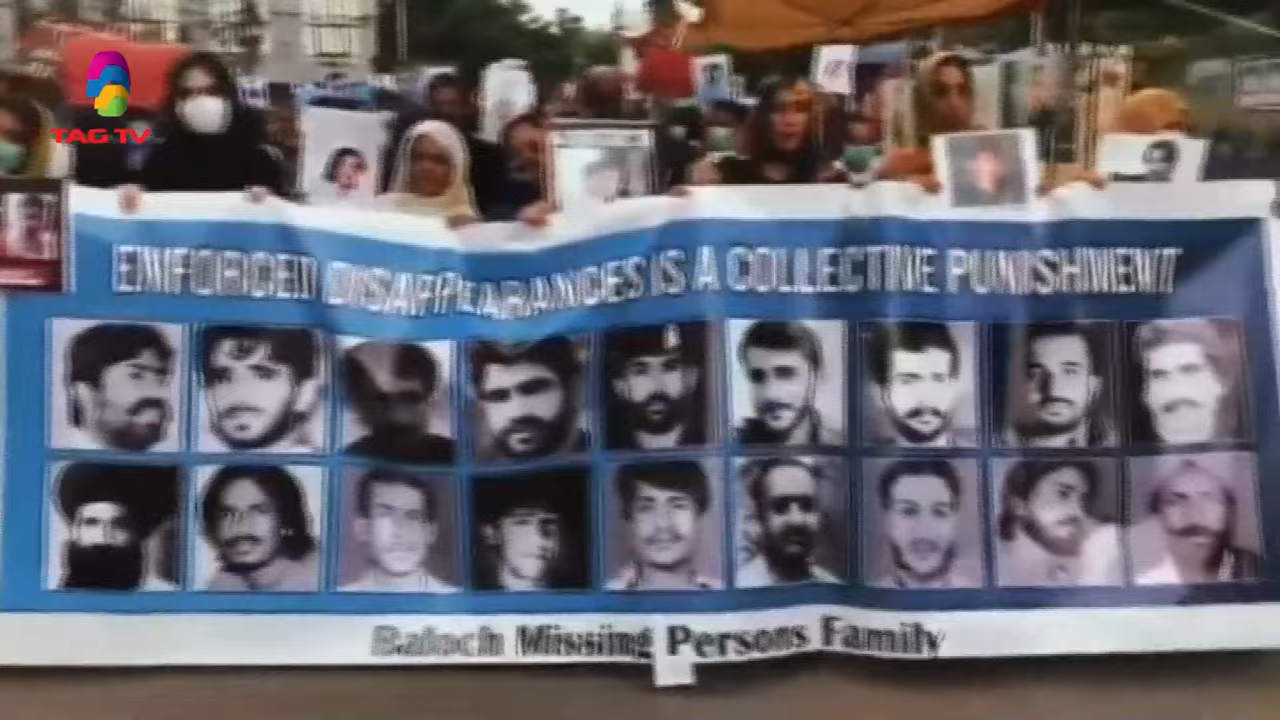 TAG TV
ENFORCED DISAPPEARANCES IS A COLLECTIVE PUNISHMENT
Baloch Missing Persons Family